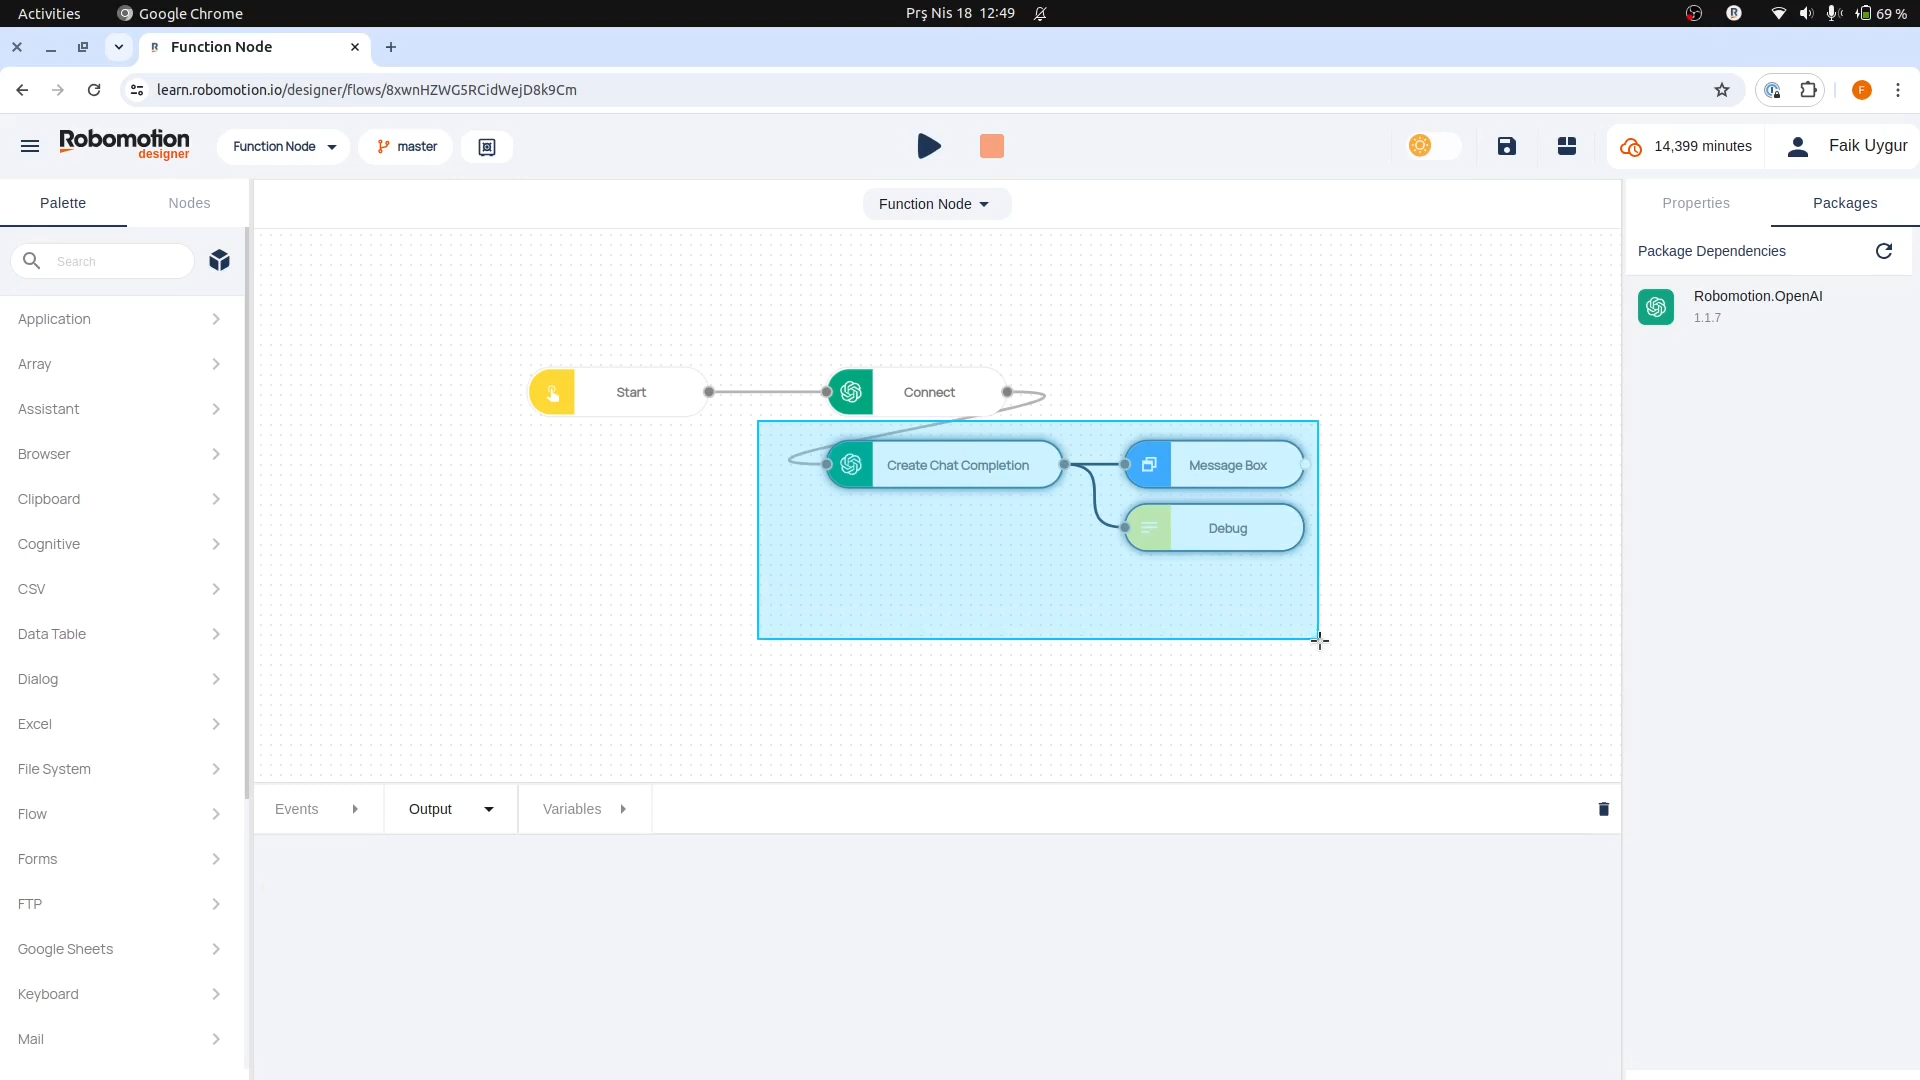 Activities
Google Chrome
Prş Nis 18 12:49
69 %
Function Node
learn.robomotion.io/designer/flows/8xwnHZWG5RCidWejD8k9Cm
F
Robomotion
designer
Function Node
master
14,399 minutes
Faik Uygur
Palette
Nodes
Function Node
Properties
Packages
Search
Package Dependencies
Robomotion.OpenAI
1.1.7
Application
Array
Assistant
Browser
Clipboard
Cognitive
CSV
Data Table
Dialog
Excel
File System
Flow
Forms
FTP
Google Sheets
Keyboard
Mail
Start
Connect
Create Chat Completion
Message Box
Debug
Events
Output
Variables